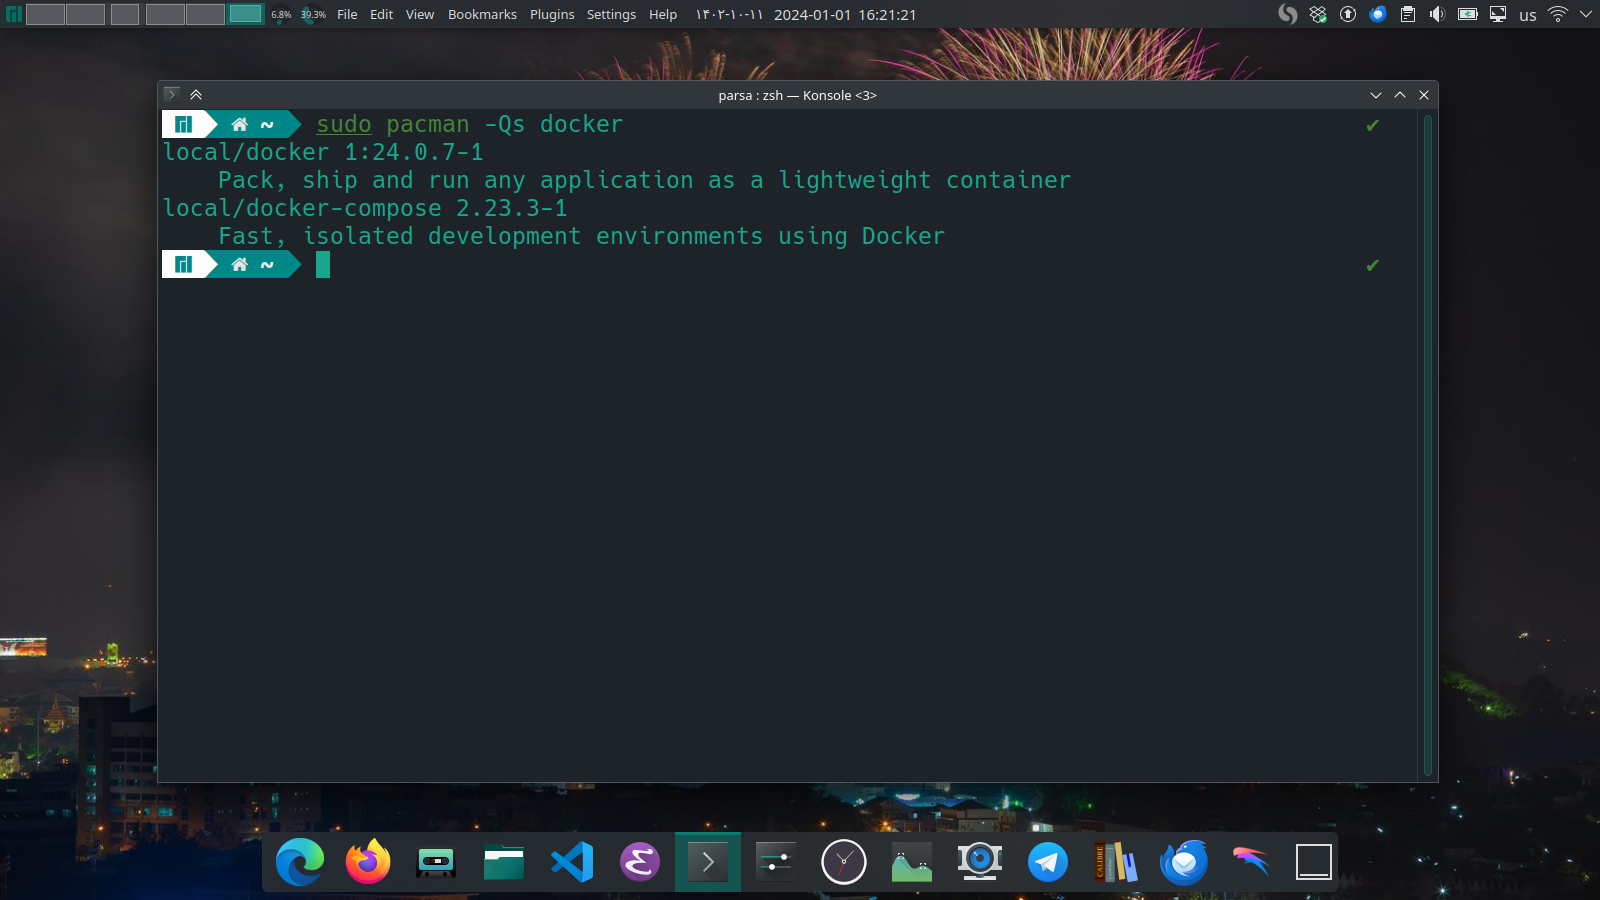 6.8% 39.3% File Edit View Bookmarks Plugins Settings Help ۱۴۰۲-۱۰-۱۱ 2024-01-01 16:21:21 us
parsa : zsh — Konsole <3>
~ sudo pacman -Qs docker ✔
local/docker 1:24.0.7-1
Pack, ship and run any application as a lightweight container
local/docker-compose 2.23.3-1
Fast, isolated development environments using Docker
~ ✔
CALIBRE